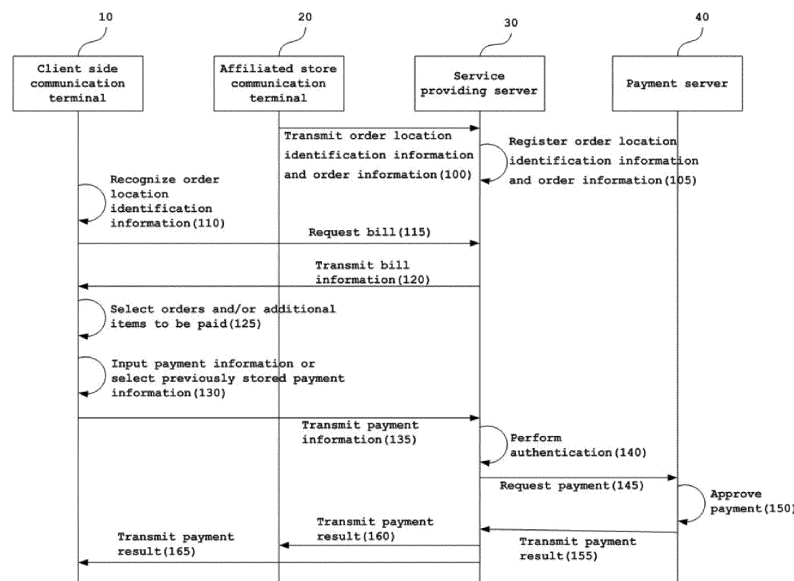 10
20
30
40
Client side
communication
terminal
Affiliated store
communication
terminal
Service
providing server
Payment server
Transmit order location
identification information
and order information(100)
Register order location
identification information
and order information(105)
Recognize order
location
identification
information(110)
Request bill(115)
Transmit bill
information(120)
Select orders and/or additional
items to be paid(125)
Input payment information or
select previously stored payment
information(130)
Transmit payment
information(135)
Perform
authentication(140)
Request payment(145)
Approve
payment(150)
Transmit payment
result(155)
Transmit payment
result(160)
Transmit payment
result(165)